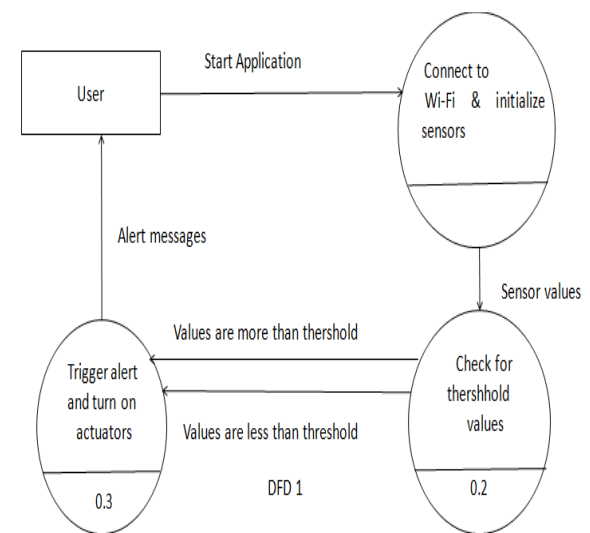 User
Start Application
Connect to
Wi-Fi & initialize
sensors
Alert messages
Sensor values
Values are more than thershold
Trigger alert
and turn on
actuators
Check for
thershhold
values
Values are less than threshold
0.3
DFD 1
0.2